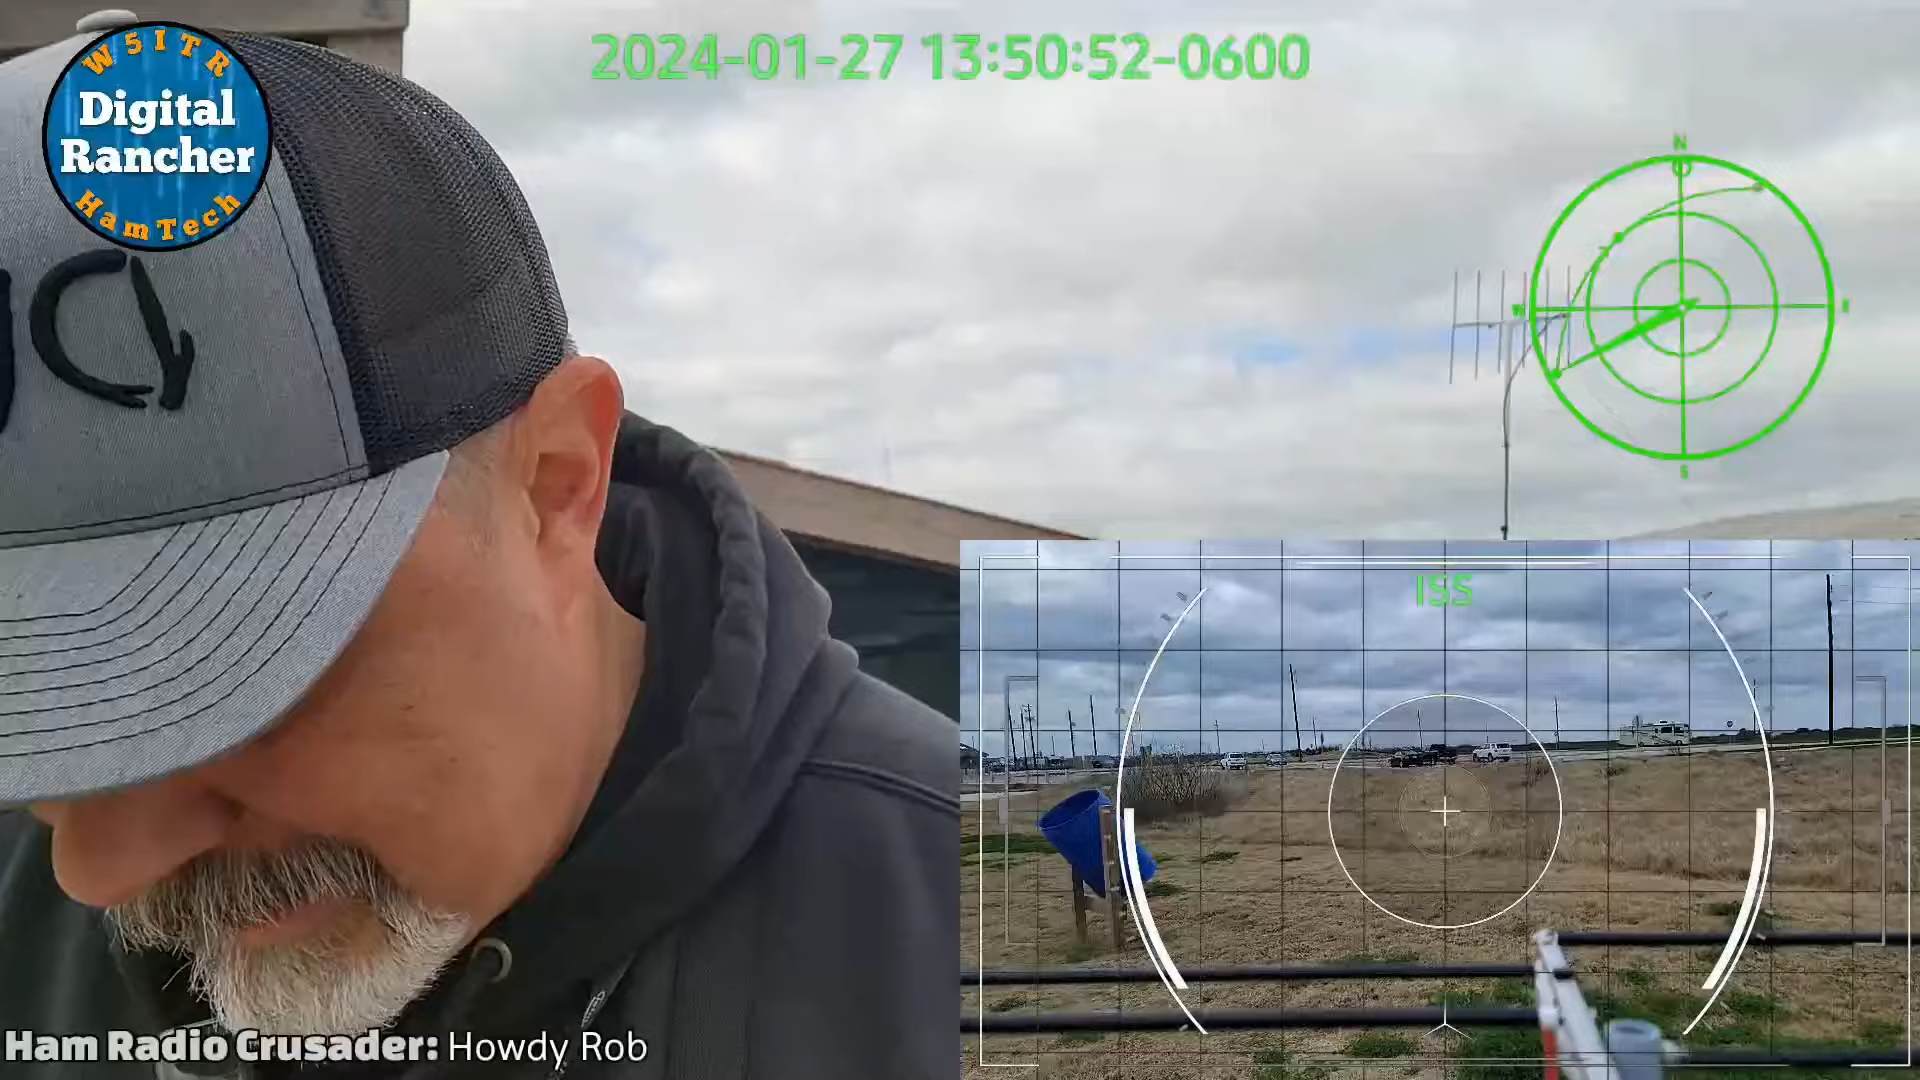 2024-01-27 13:50:52-0600
W5ITR
Digital
Rancher
HamTech
N
W
S
ISS
Ham Radio Crusader: Howdy Rob